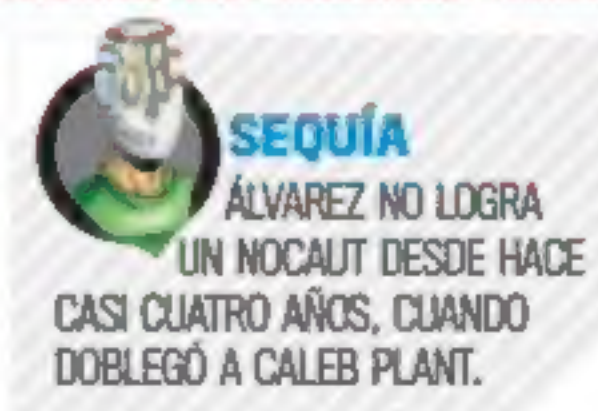 SEQUÍA
ÁLVAREZ NO LOGRA
UN NOCAUT DESDE HACE
CASI CUATRO AÑOS, CUANDO
DOBLEGÓ A CALEB PLANT.